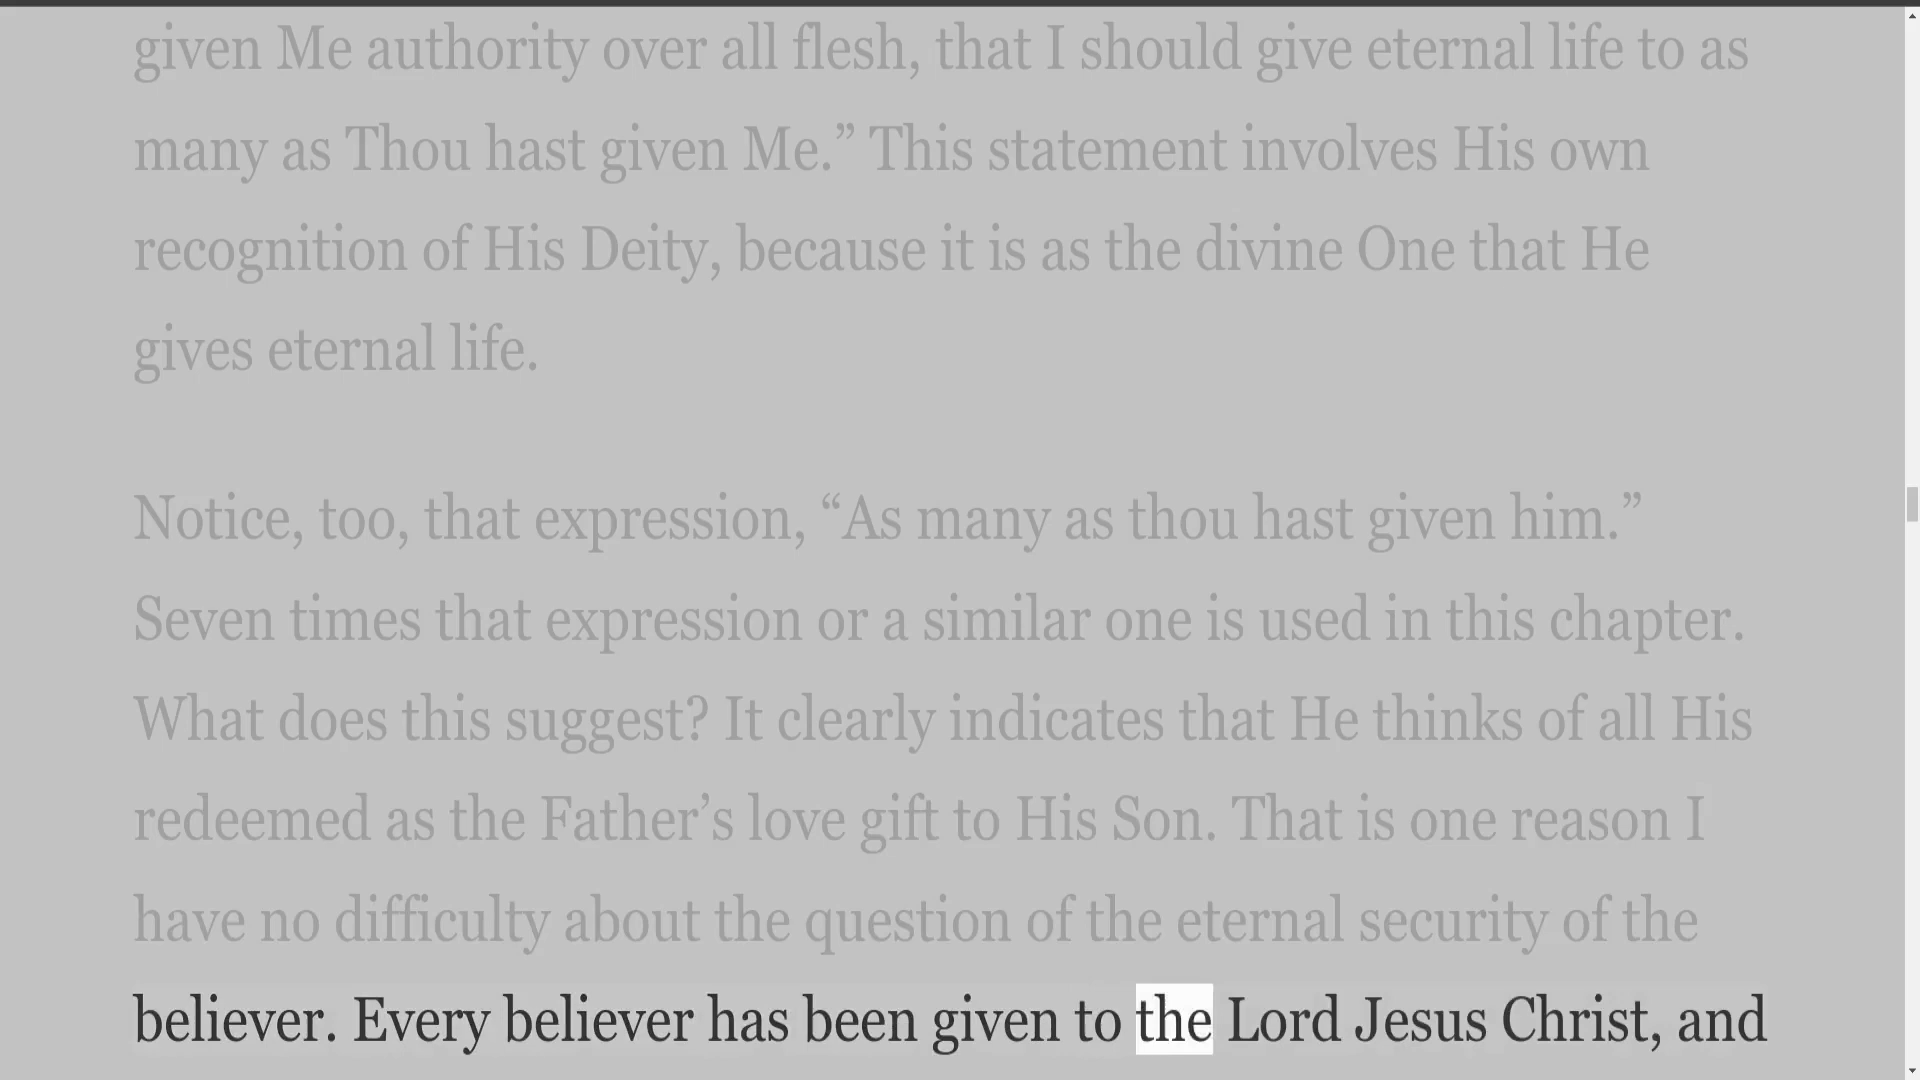 given Me authority over all flesh, that I should give eternal life to as
many as Thou hast given Me.” This statement involves His own
recognition of His Deity, because it is as the divine One that He
gives eternal life.
Notice, too, that expression, “As many as thou hast given him.”
Seven times that expression or a similar one is used in this chapter.
What does this suggest? It clearly indicates that He thinks of all His
redeemed as the Father’s love gift to His Son. That is one reason I
have no difficulty about the question of the eternal security of the
believer. Every believer has been given to the Lord Jesus Christ, and